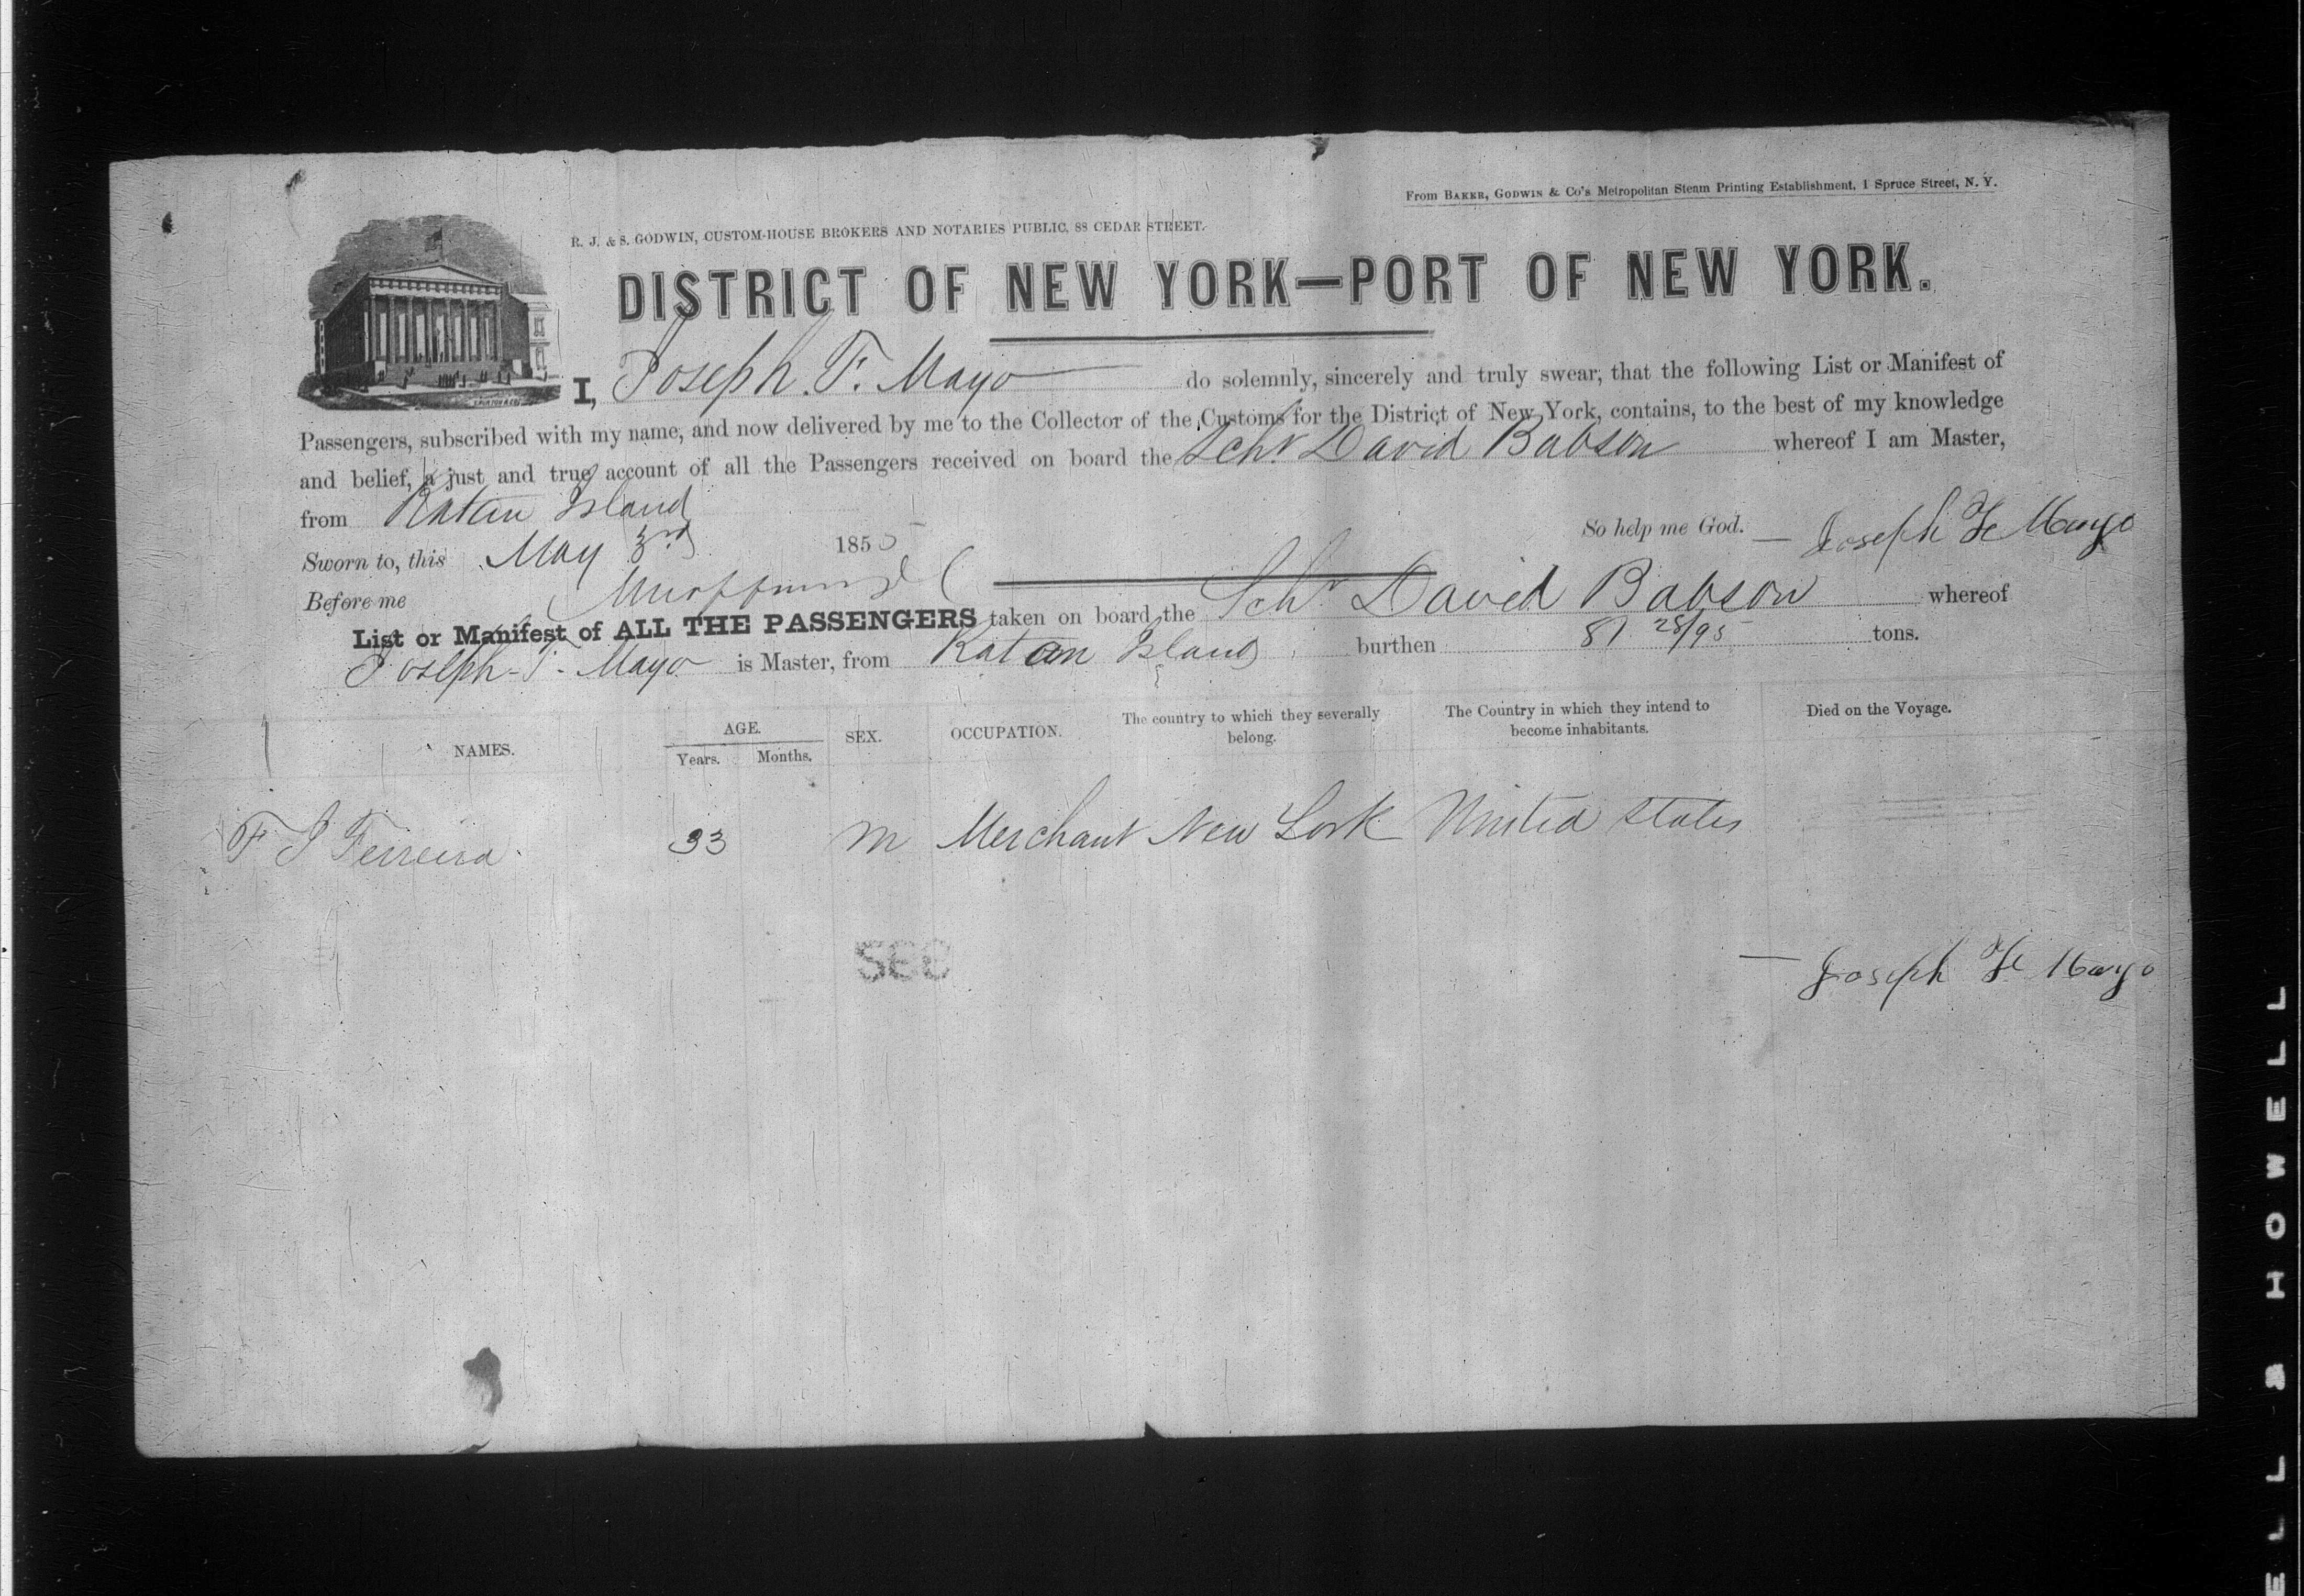 From BAKER, GODWIN & Co's Metropolitan Steam Printing Establishment, 1 Spruce Street, N. Y.
R. J. & S. GODWIN, CUSTOM-HOUSE BROKERS AND NOTARIES PUBLIC, 88 CEDAR STREET.
DISTRICT OF NEW YORK—PORT OF NEW YORK.
I, Joseph. F. Mayo do solemnly, sincerely and truly swear, that the following List or Manifest of
Passengers, subscribed with my name, and now delivered by me to the Collector of the Customs for the District of New York, contains, to the best of my knowledge
and belief, a just and true account of all the Passengers received on board the Schr David Babson whereof I am Master,
from Ratan Island
So help me God. — Joseph F Mayo
Sworn to, this May 3rd 1855
Before me
List or Manifest of ALL THE PASSENGERS taken on board the Schr David Babson whereof
Joseph-F- Mayo is Master, from Ratan Island burthen 81 28/95 tons.
NAMES. AGE. Years. Months. SEX. OCCUPATION. The country to which they severally belong. The Country in which they intend to become inhabitants. Died on the Voyage.
F J Ferreira 33 m Merchant New York United States
— Joseph F Mayo
BELL & HOWELL